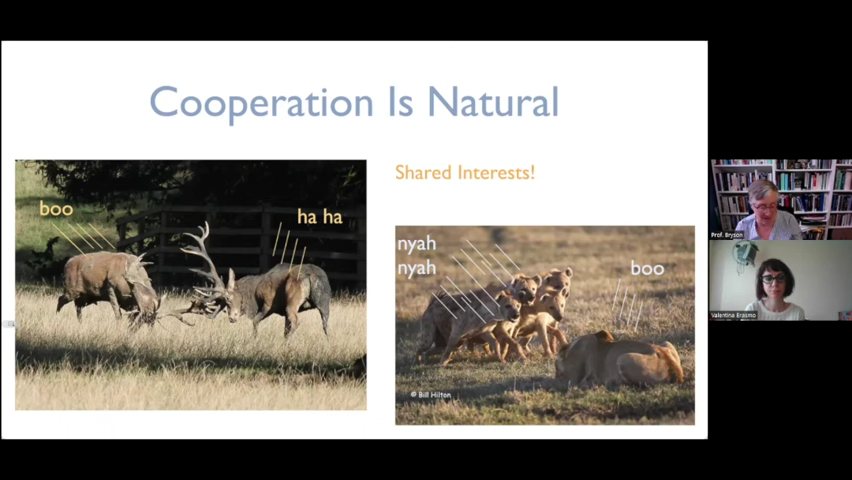 Cooperation Is Natural
boo
ha ha
Shared Interests!
nyah
nyah
boo
© Bill Hilton
Prof. Bryson
Valentina Erasmo